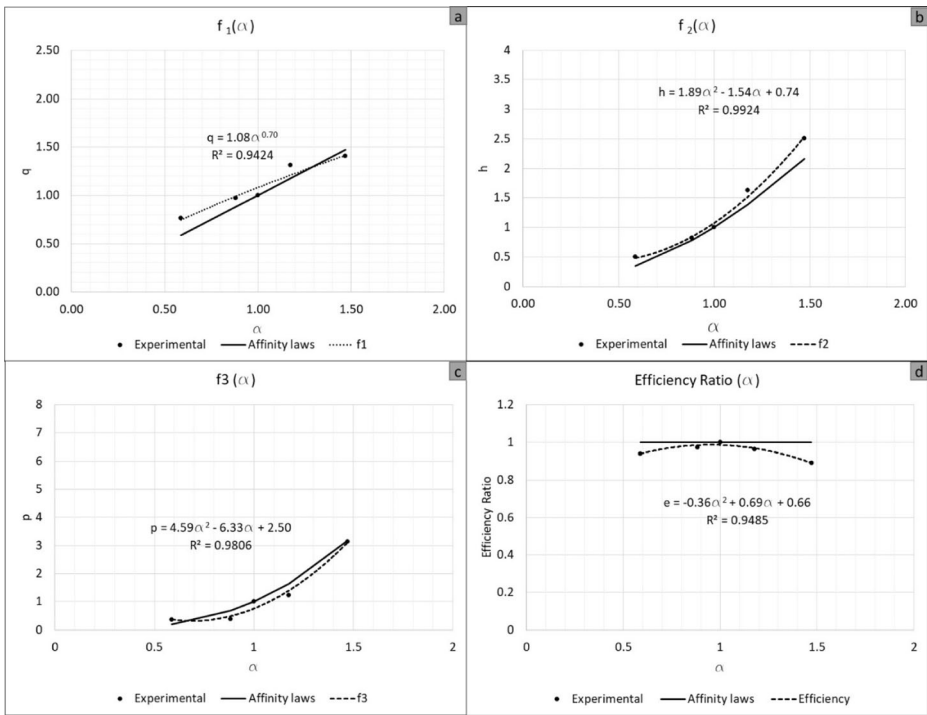 f 1(α)
a
2.50
2.00
1.50
1.00
0.50
0.00
q
q = 1.08α^0.70
R² = 0.9424
0.00 0.50 1.00 1.50 2.00
α
Experimental Affinity laws f1
f 2(α)
b
4
3.5
3
2.5
2
1.5
1
0.5
0
h
h = 1.89α² - 1.54α + 0.74
R² = 0.9924
0.00 0.50 1.00 1.50 2.00
α
Experimental Affinity laws f2
f3 (α)
c
8
7
6
5
4
3
2
1
0
p
p = 4.59α² - 6.33α + 2.50
R² = 0.9806
0 0.5 1 1.5 2
α
Experimental Affinity laws f3
Efficiency Ratio (α)
d
1.2
1
0.8
0.6
0.4
0.2
0
Efficiency Ratio
e = -0.36α² + 0.69α + 0.66
R² = 0.9485
0 0.5 1 1.5 2
α
Experimental Affinity laws Efficiency